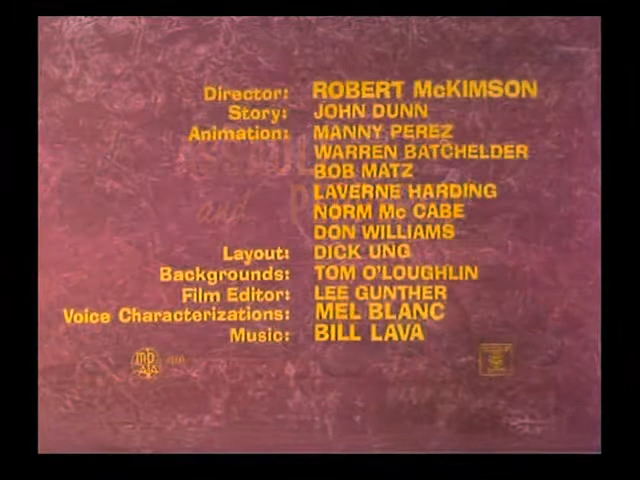 Director: ROBERT McKIMSON
Story: JOHN DUNN
Animation: MANNY PEREZ
WARREN BATCHELDER
BOB MATZ
LAVERNE HARDING
NORM Mc CABE
DON WILLIAMS
Layout: DICK UNG
Backgrounds: TOM O'LOUGHLIN
Film Editor: LEE GUNTHER
Voice Characterizations: MEL BLANC
Music: BILL LAVA
and